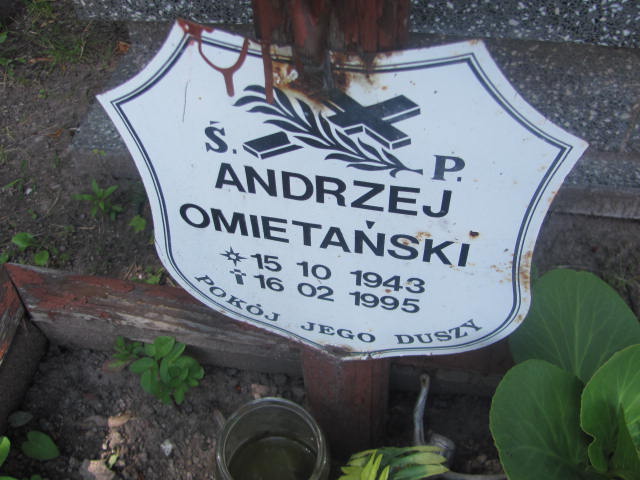 Ś. P.
ANDRZEJ
OMIETAŃSKI
15 10 1943
16 02 1995
POKÓJ JEGO DUSZY